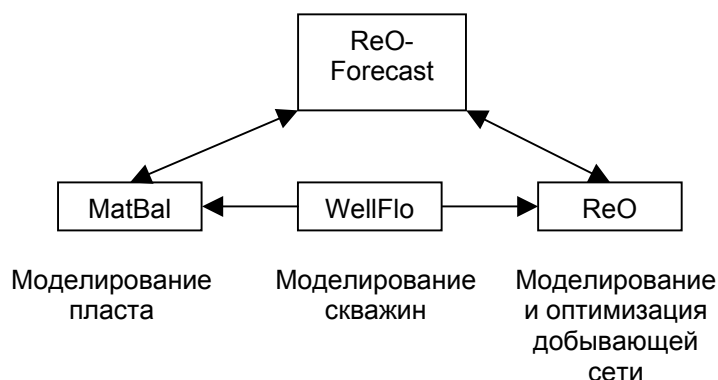 ReO-
Forecast
MatBal
WellFlo
ReO
Моделирование
пласта
Моделирование
скважин
Моделирование
и оптимизация
добывающей
сети